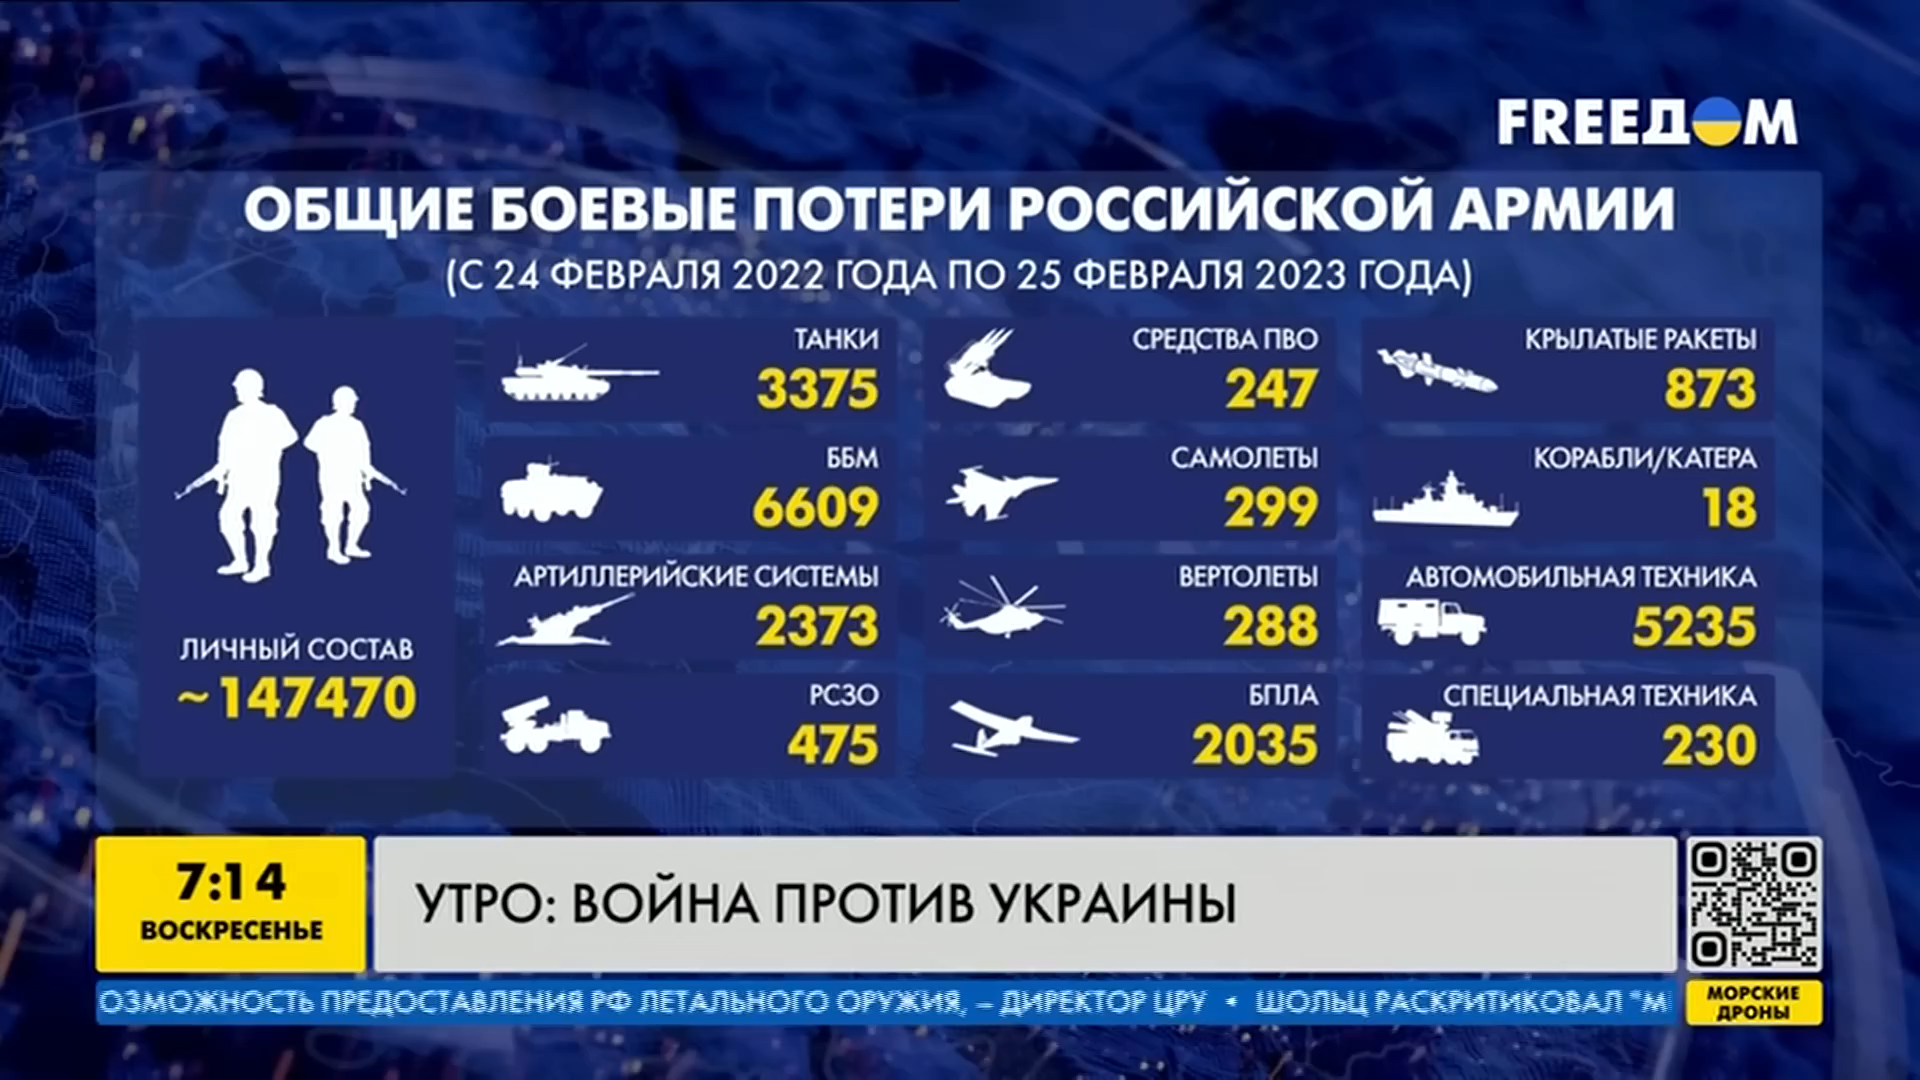 FREEДOM
ОБЩИЕ БОЕВЫЕ ПОТЕРИ РОССИЙСКОЙ АРМИИ
(С 24 ФЕВРАЛЯ 2022 ГОДА ПО 25 ФЕВРАЛЯ 2023 ГОДА)
ЛИЧНЫЙ СОСТАВ
~147470
ТАНКИ
3375
ББМ
6609
АРТИЛЛЕРИЙСКИЕ СИСТЕМЫ
2373
РСЗО
475
СРЕДСТВА ПВО
247
САМОЛЕТЫ
299
ВЕРТОЛЕТЫ
288
БПЛА
2035
КРЫЛАТЫЕ РАКЕТЫ
873
КОРАБЛИ/КАТЕРА
18
АВТОМОБИЛЬНАЯ ТЕХНИКА
5235
СПЕЦИАЛЬНАЯ ТЕХНИКА
230
7:14
ВОСКРЕСЕНЬЕ
УТРО: ВОЙНА ПРОТИВ УКРАИНЫ
ОЗМОЖНОСТЬ ПРЕДОСТАВЛЕНИЯ РФ ЛЕТАЛЬНОГО ОРУЖИЯ, – ДИРЕКТОР ЦРУ • ШОЛЬЦ РАСКРИТИКОВАЛ "М
МОРСКИЕ
ДРОНЫ